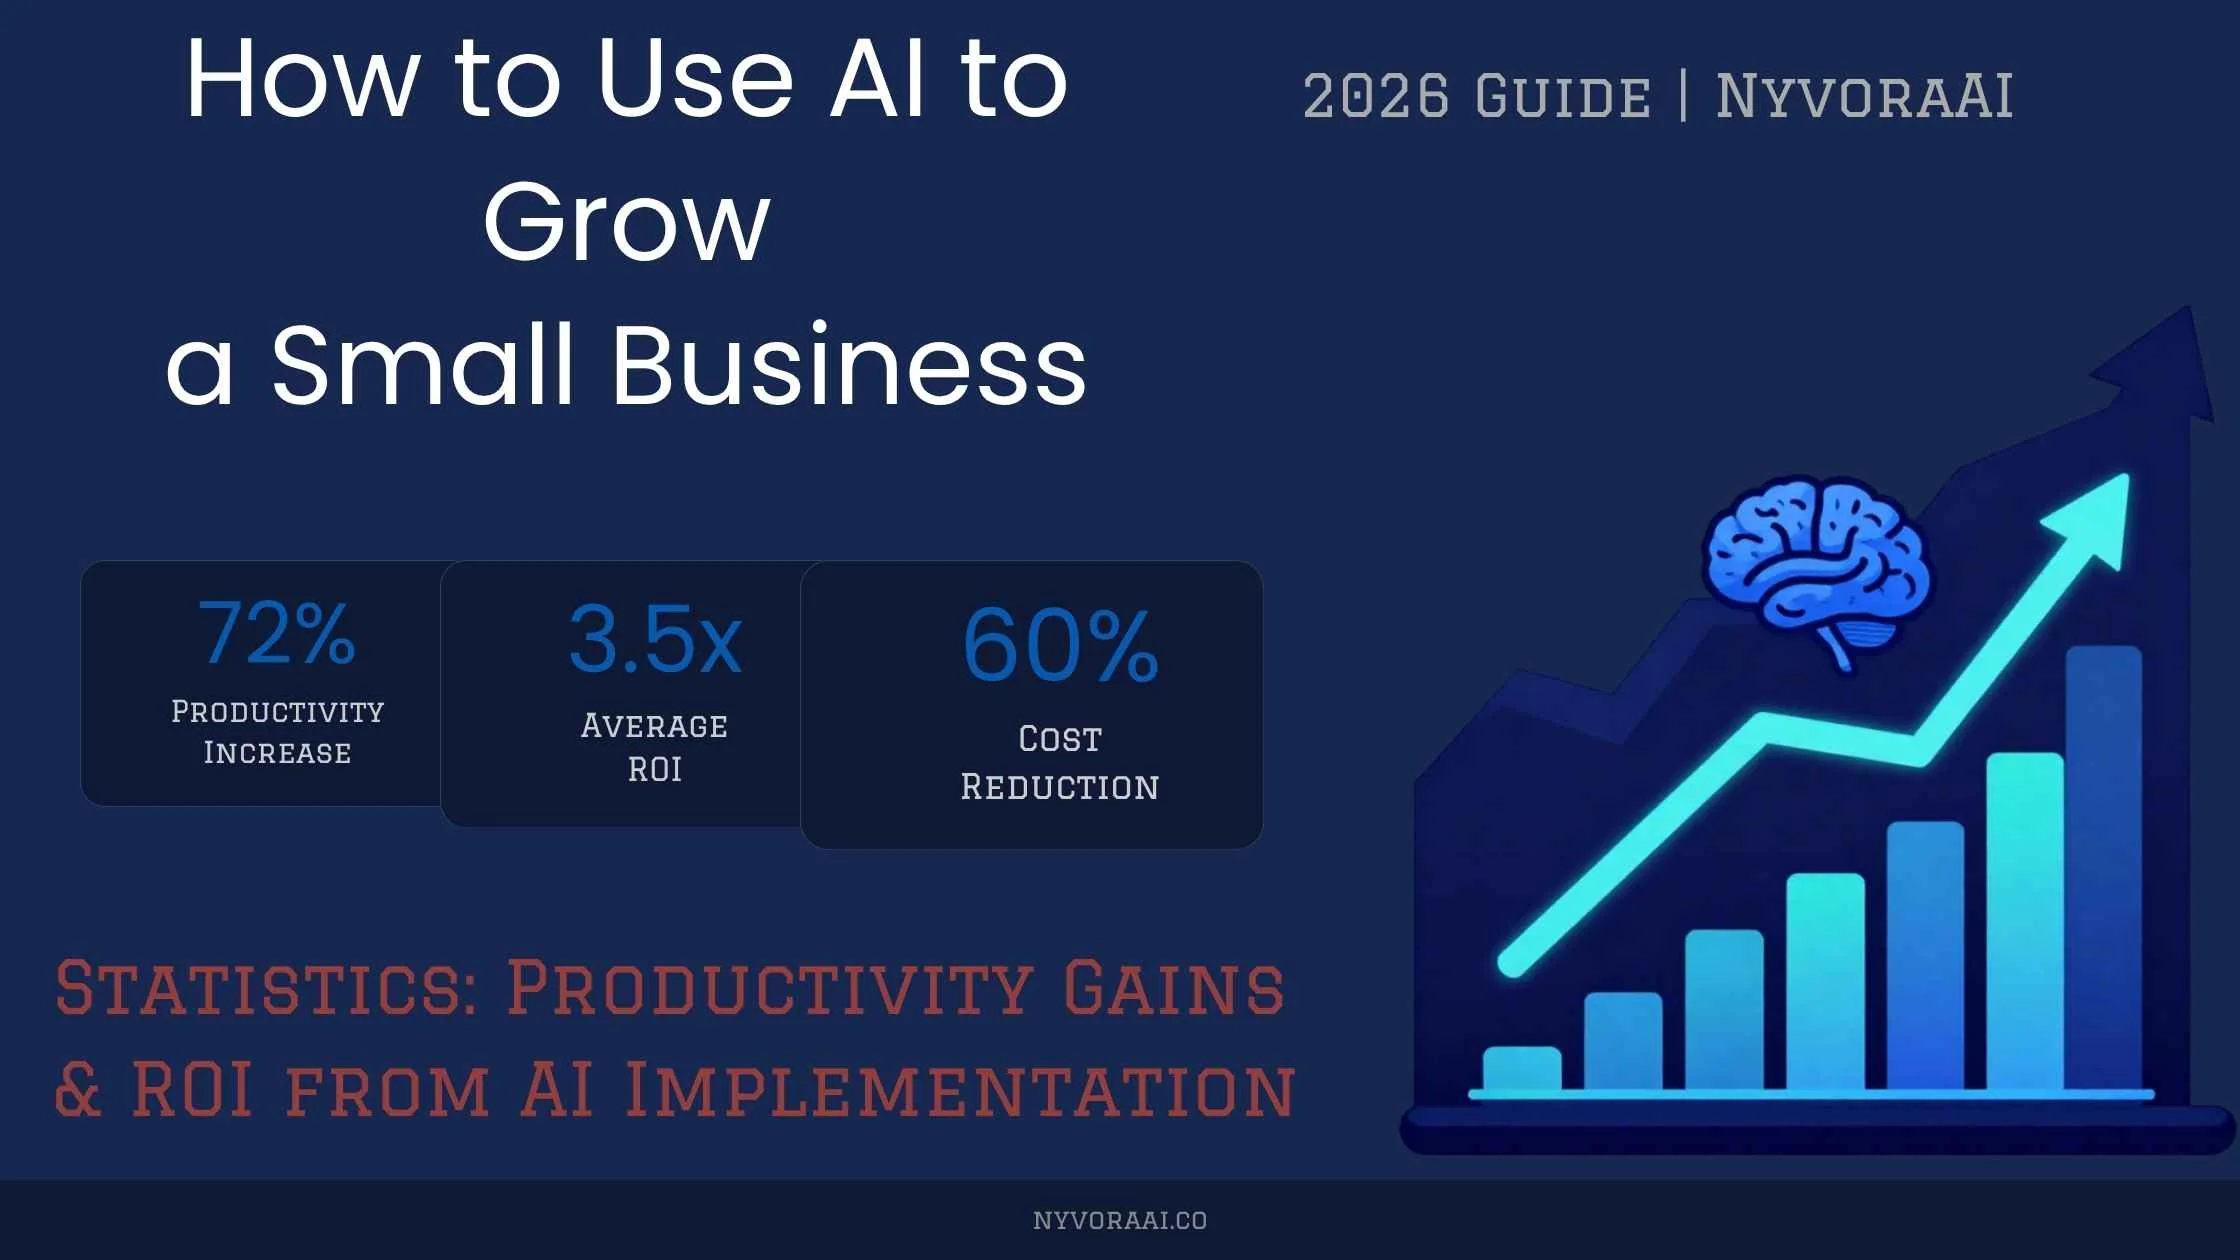 How to Use AI to
Grow
a Small Business
2026 Guide | NyvoraAI
72%
Productivity
Increase
3.5x
Average
ROI
60%
Cost
Reduction
Statistics: Productivity Gains
& ROI from AI Implementation
nyvoraai.co